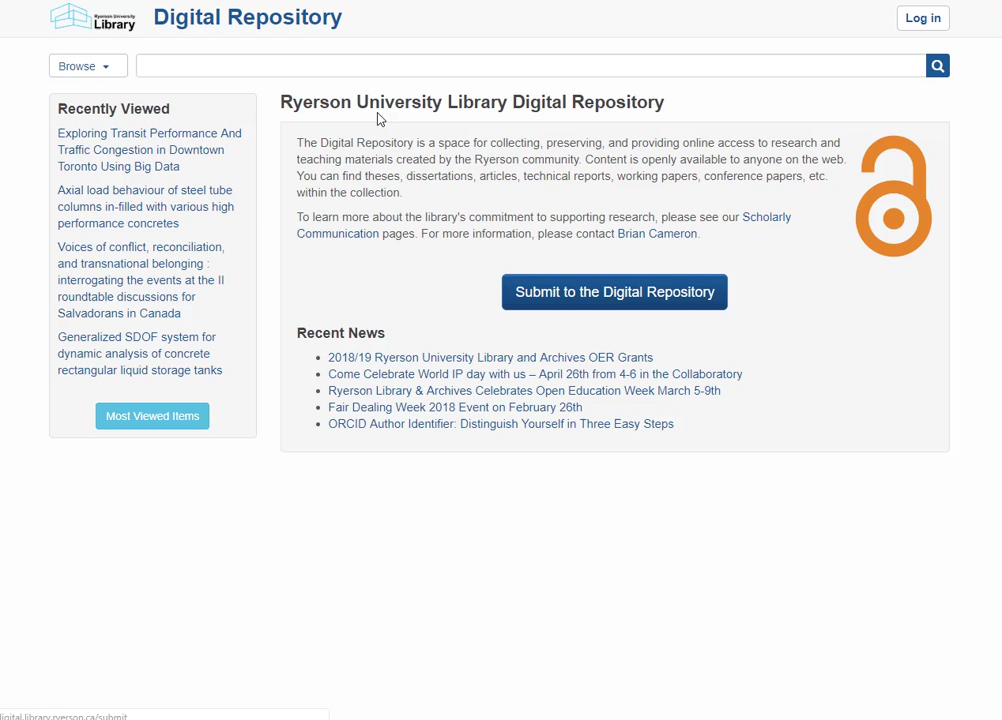 Ryerson University
Library
Digital Repository
Log in
Browse
Recently Viewed
Exploring Transit Performance And
Traffic Congestion in Downtown
Toronto Using Big Data
Axial load behaviour of steel tube
columns in-filled with various high
performance concretes
Voices of conflict, reconciliation,
and transnational belonging :
interrogating the events at the II
roundtable discussions for
Salvadorans in Canada
Generalized SDOF system for
dynamic analysis of concrete
rectangular liquid storage tanks
Most Viewed Items
Ryerson University Library Digital Repository
The Digital Repository is a space for collecting, preserving, and providing online access to research and
teaching materials created by the Ryerson community. Content is openly available to anyone on the web.
You can find theses, dissertations, articles, technical reports, working papers, conference papers, etc.
within the collection.
To learn more about the library's commitment to supporting research, please see our Scholarly
Communication pages. For more information, please contact Brian Cameron.
Submit to the Digital Repository
Recent News
2018/19 Ryerson University Library and Archives OER Grants
Come Celebrate World IP day with us – April 26th from 4-6 in the Collaboratory
Ryerson Library & Archives Celebrates Open Education Week March 5-9th
Fair Dealing Week 2018 Event on February 26th
ORCID Author Identifier: Distinguish Yourself in Three Easy Steps
digital.library.ryerson.ca/submit